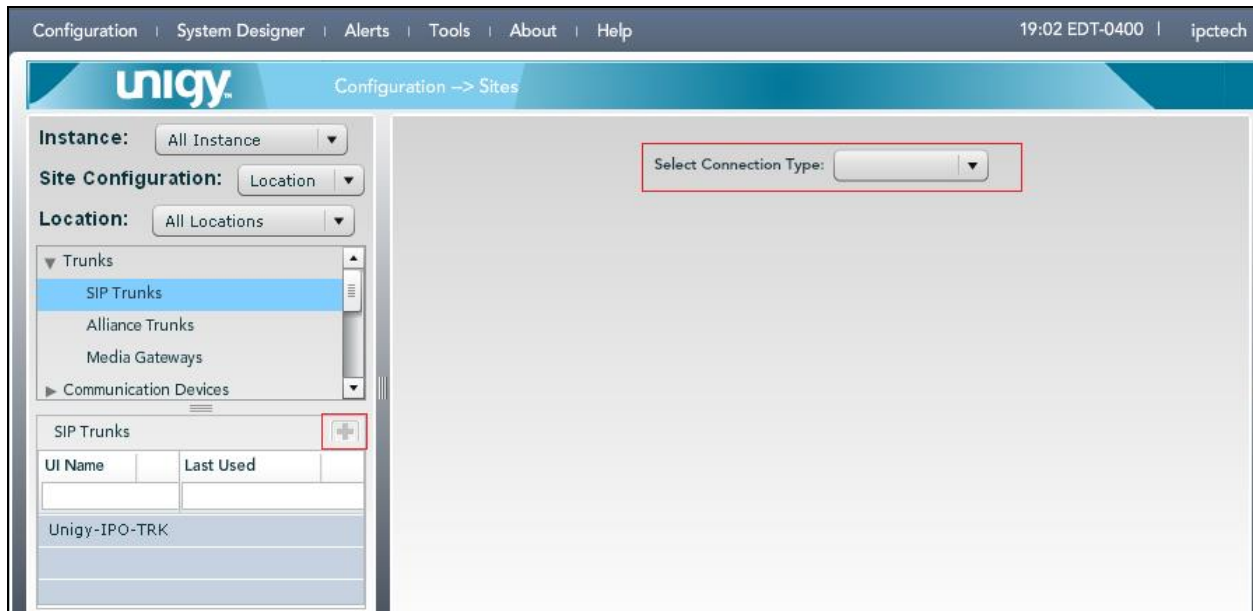 Configuration | System Designer | Alerts | Tools | About | Help 19:02 EDT-0400 | ipctech
unigy™ Configuration --> Sites
Instance: All Instance
Site Configuration: Location
Location: All Locations
Select Connection Type:
Trunks
SIP Trunks
Alliance Trunks
Media Gateways
Communication Devices
SIP Trunks
UI Name Last Used
Unigy-IPO-TRK